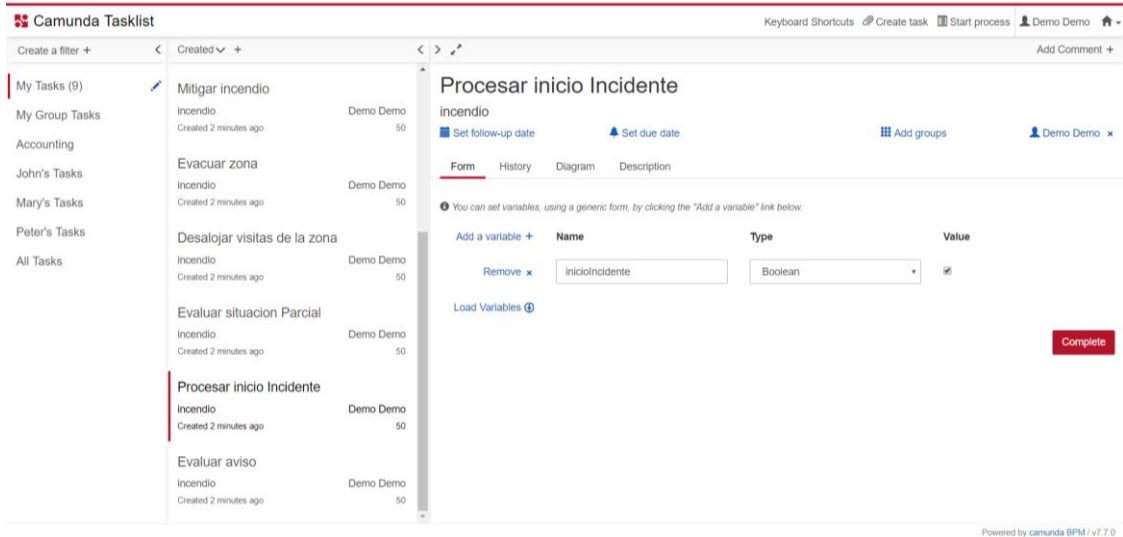 Camunda Tasklist
Keyboard Shortcuts Create task Start process Demo Demo
Create a filter +
Created +
Add Comment +
My Tasks (9)
My Group Tasks
Accounting
John's Tasks
Mary's Tasks
Peter's Tasks
All Tasks
Mitigar incendio
incendio Demo Demo
Created 2 minutes ago 50
Evacuar zona
incendio Demo Demo
Created 2 minutes ago 50
Desalojar visitas de la zona
incendio Demo Demo
Created 2 minutes ago 50
Evaluar situacion Parcial
incendio Demo Demo
Created 2 minutes ago 50
Procesar inicio Incidente
incendio Demo Demo
Created 2 minutes ago 50
Evaluar aviso
incendio Demo Demo
Created 2 minutes ago 50
Procesar inicio Incidente
incendio
Set follow-up date Set due date Add groups Demo Demo ×
Form History Diagram Description
You can set variables, using a generic form, by clicking the "Add a variable" link below.
Add a variable + Name Type Value
Remove × inicioIncidente Boolean
Load Variables
Complete
Powered by camunda BPM / v7.7.0